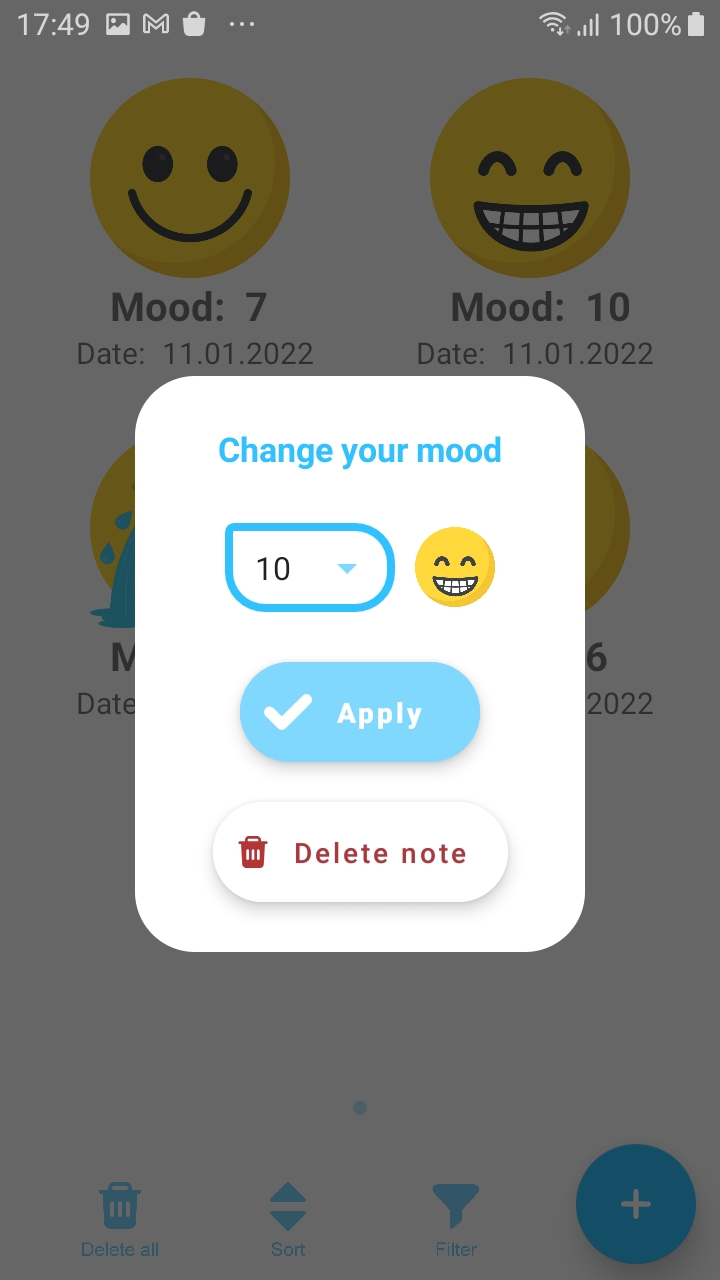 17:49 100%
Mood: 7 Mood: 10
Date: 11.01.2022 Date: 11.01.2022
Change your mood
10
M 6
Date 2022
Apply
Delete note
Delete all Sort Filter